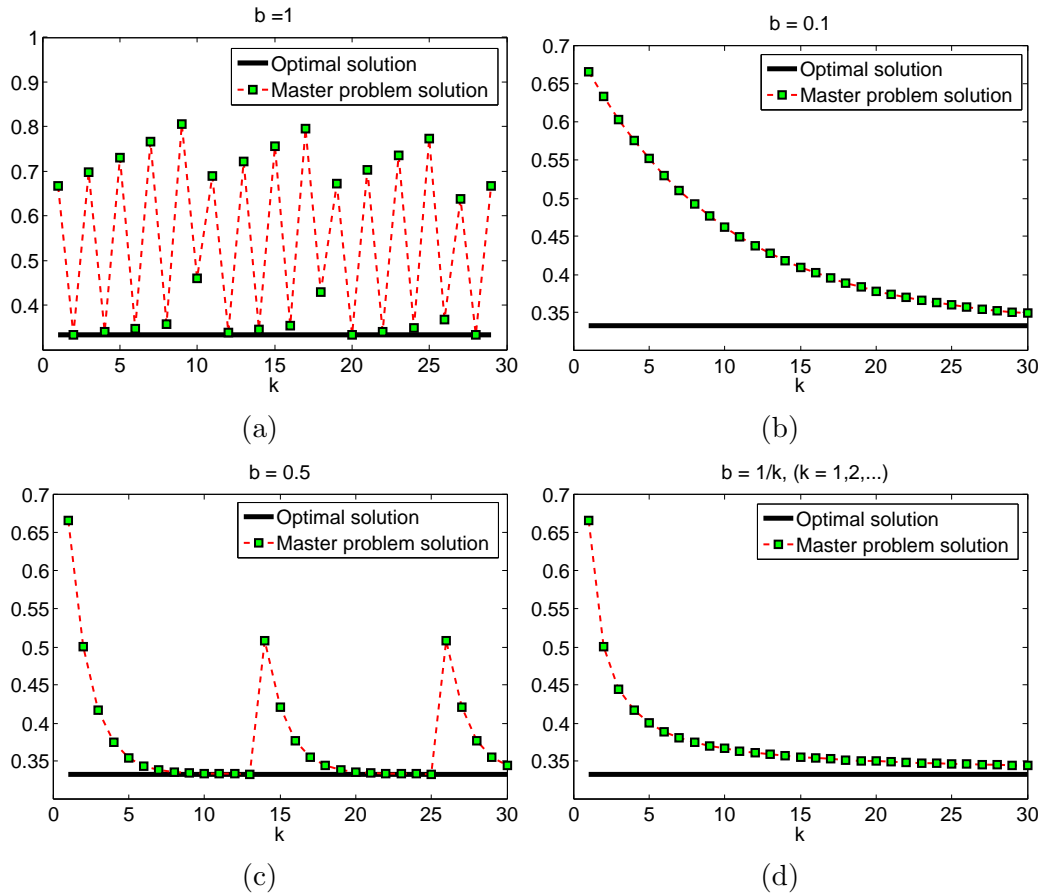 b =1
1
0.9
0.8
0.7
0.6
0.5
0.4
0 5 10 15 20 25 30
k
Optimal solution
Master problem solution
(a)
b = 0.1
0.7
0.65
0.6
0.55
0.5
0.45
0.4
0.35
0 5 10 15 20 25 30
k
Optimal solution
Master problem solution
(b)
b = 0.5
0.7
0.65
0.6
0.55
0.5
0.45
0.4
0.35
0 5 10 15 20 25 30
k
Optimal solution
Master problem solution
(c)
b = 1/k, (k = 1,2,...)
0.7
0.65
0.6
0.55
0.5
0.45
0.4
0.35
0 5 10 15 20 25 30
k
Optimal solution
Master problem solution
(d)